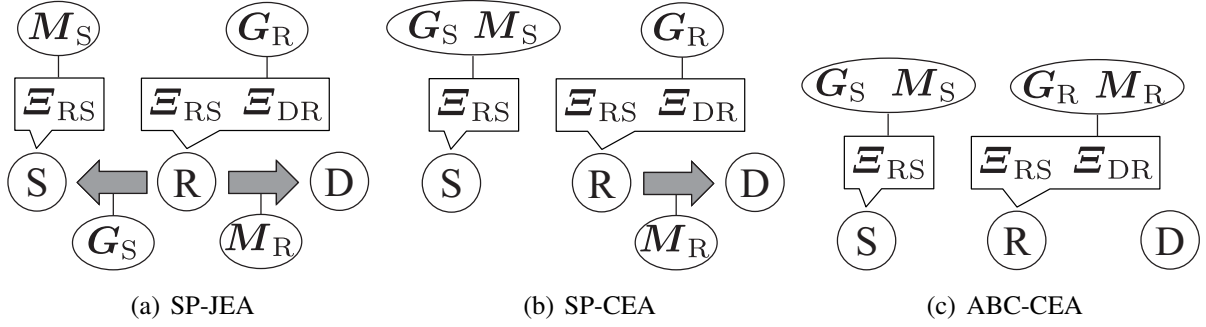 M_S G_R
Ξ_RS Ξ_RS Ξ_DR
S R D
G_S M_R
(a) SP-JEA
G_S M_S G_R
Ξ_RS Ξ_RS Ξ_DR
S R D
M_R
(b) SP-CEA
G_S M_S G_R M_R
Ξ_RS Ξ_RS Ξ_DR
S R D
(c) ABC-CEA